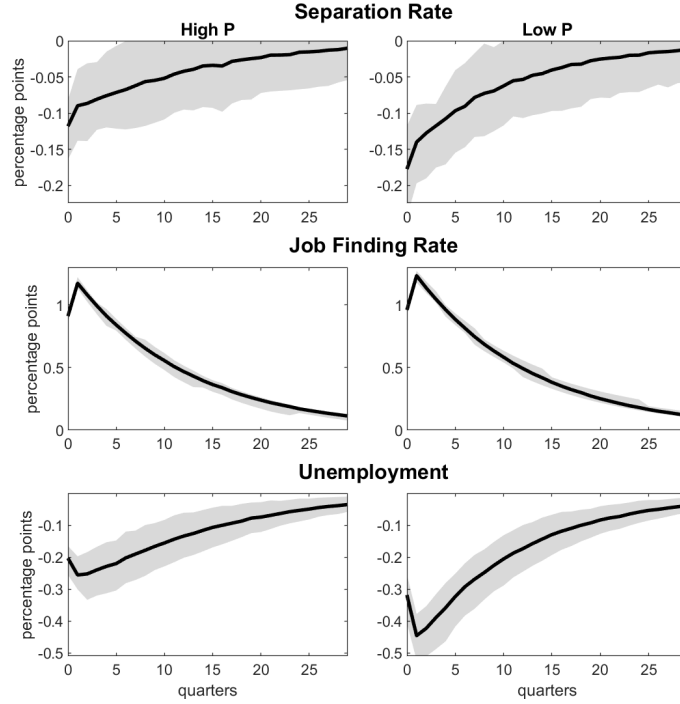 Separation Rate
High P
Low P
percentage points
0
-0.05
-0.1
-0.15
-0.2
0 5 10 15 20 25
0
-0.05
-0.1
-0.15
-0.2
0 5 10 15 20 25
Job Finding Rate
percentage points
1
0.5
0
0 5 10 15 20 25
1
0.5
0
0 5 10 15 20 25
Unemployment
percentage points
-0.1
-0.2
-0.3
-0.4
-0.5
0 5 10 15 20 25
quarters
-0.1
-0.2
-0.3
-0.4
-0.5
0 5 10 15 20 25
quarters